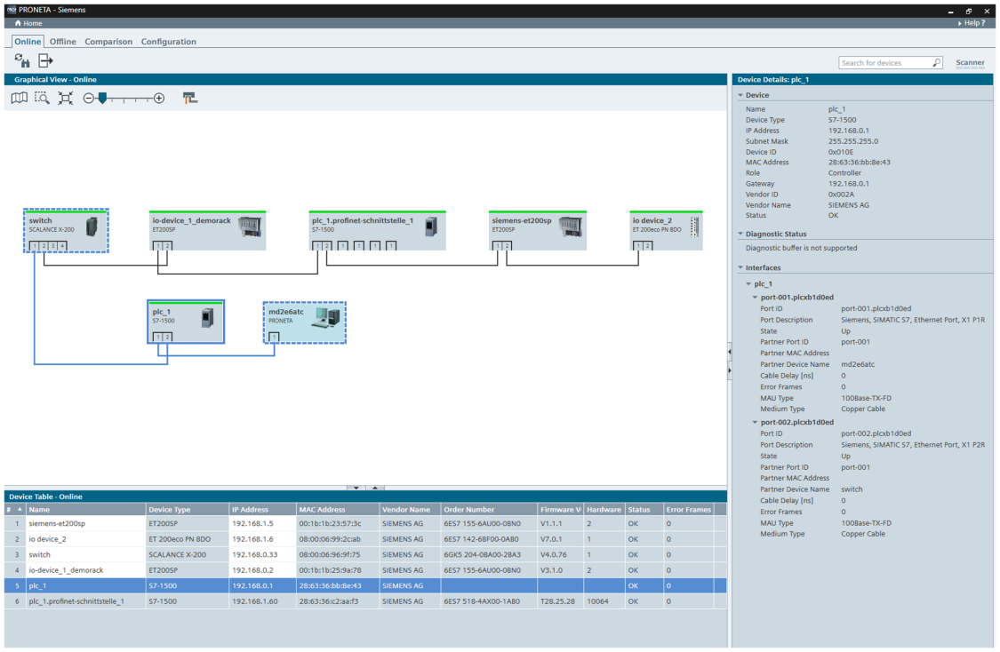 PRONETA - Siemens
Home
Help ?
Online Offline Comparison Configuration
Search for devices
Scanner
Graphical View - Online
switch
SCALANCE X-200
1 2 3 4
io-device_1_demorack
ET200SP
1 2
plc_1.profinet-schnittstelle_1
S7-1500
1 2 1 1 1 1
siemens-et200sp
ET200SP
1 2
io device_2
ET 200eco PN 8DO
1 2
plc_1
S7-1500
1 2
md2e6atc
PRONETA
1
Device Table - Online
# Name Device Type IP Address MAC Address Vendor Name Order Number Firmware V Hardware Status Error Frames
1 siemens-et200sp ET200SP 192.168.1.5 00:1b:1b:23:57:3c SIEMENS AG 6ES7 155-6AU00-0BN0 V1.1.1 2 OK 0
2 io device_2 ET 200eco PN 8DO 192.168.1.6 08:00:06:99:2c:ab SIEMENS AG 6ES7 142-6BF00-0AB0 V7.0.1 1 OK 0
3 switch SCALANCE X-200 192.168.0.33 08:00:06:96:9f:75 SIEMENS AG 6GK5 204-0BA00-2BA3 V4.0.76 1 OK 0
4 io-device_1_demorack ET200SP 192.168.0.2 00:1b:1b:25:9a:78 SIEMENS AG 6ES7 155-6AU00-0BN0 V3.1.0 2 OK 0
5 plc_1 S7-1500 192.168.0.1 28:63:36:bb:8e:43 SIEMENS AG OK 0
6 plc_1.profinet-schnittstelle_1 S7-1500 192.168.1.60 28:63:36:c2:aa:f3 SIEMENS AG 6ES7 518-4AX00-1AB0 T28.25.28 10064 OK 0
Device Details: plc_1
Device
Name plc_1
Device Type S7-1500
IP Address 192.168.0.1
Subnet Mask 255.255.255.0
Device ID 0x010E
MAC Address 28:63:36:bb:8e:43
Role Controller
Gateway 192.168.0.1
Vendor ID 0x002A
Vendor Name SIEMENS AG
Status OK
Diagnostic Status
Diagnostic buffer is not supported
Interfaces
plc_1
port-001.plcxb1d0ed
Port ID port-001.plcxb1d0ed
Port Description Siemens, SIMATIC S7, Ethernet Port, X1 P1R
State Up
Partner Port ID port-001
Partner MAC Address
Partner Device Name md2e6atc
Cable Delay [ns] 0
Error Frames 0
MAU Type 100Base-TX-FD
Medium Type Copper Cable
port-002.plcxb1d0ed
Port ID port-002.plcxb1d0ed
Port Description Siemens, SIMATIC S7, Ethernet Port, X1 P2R
State Up
Partner Port ID port-001
Partner MAC Address
Partner Device Name switch
Cable Delay [ns] 0
Error Frames 0
MAU Type 100Base-TX-FD
Medium Type Copper Cable